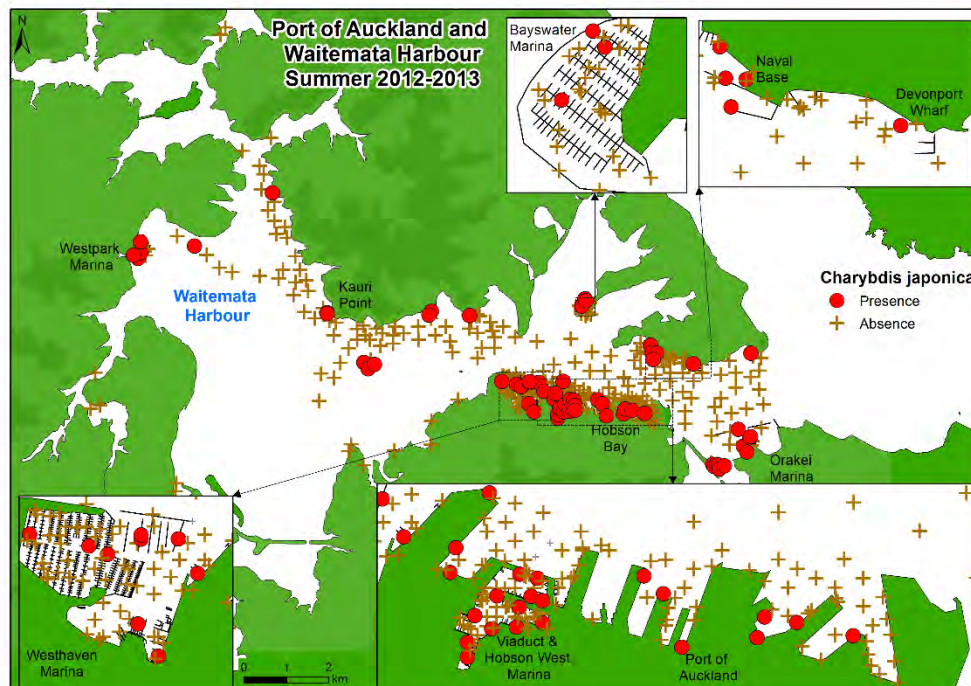 N
Port of Auckland and
Waitemata Harbour
Summer 2012-2013
Bayswater
Marina
Naval
Base
Devonport
Wharf
Westpark
Marina
Waitemata
Harbour
Kauri
Point
Charybdis japonica
Presence
Absence
Hobson
Bay
Orakei
Marina
Westhaven
Marina
0 1 2
km
Viaduct &
Hobson West
Marina
Port of
Auckland